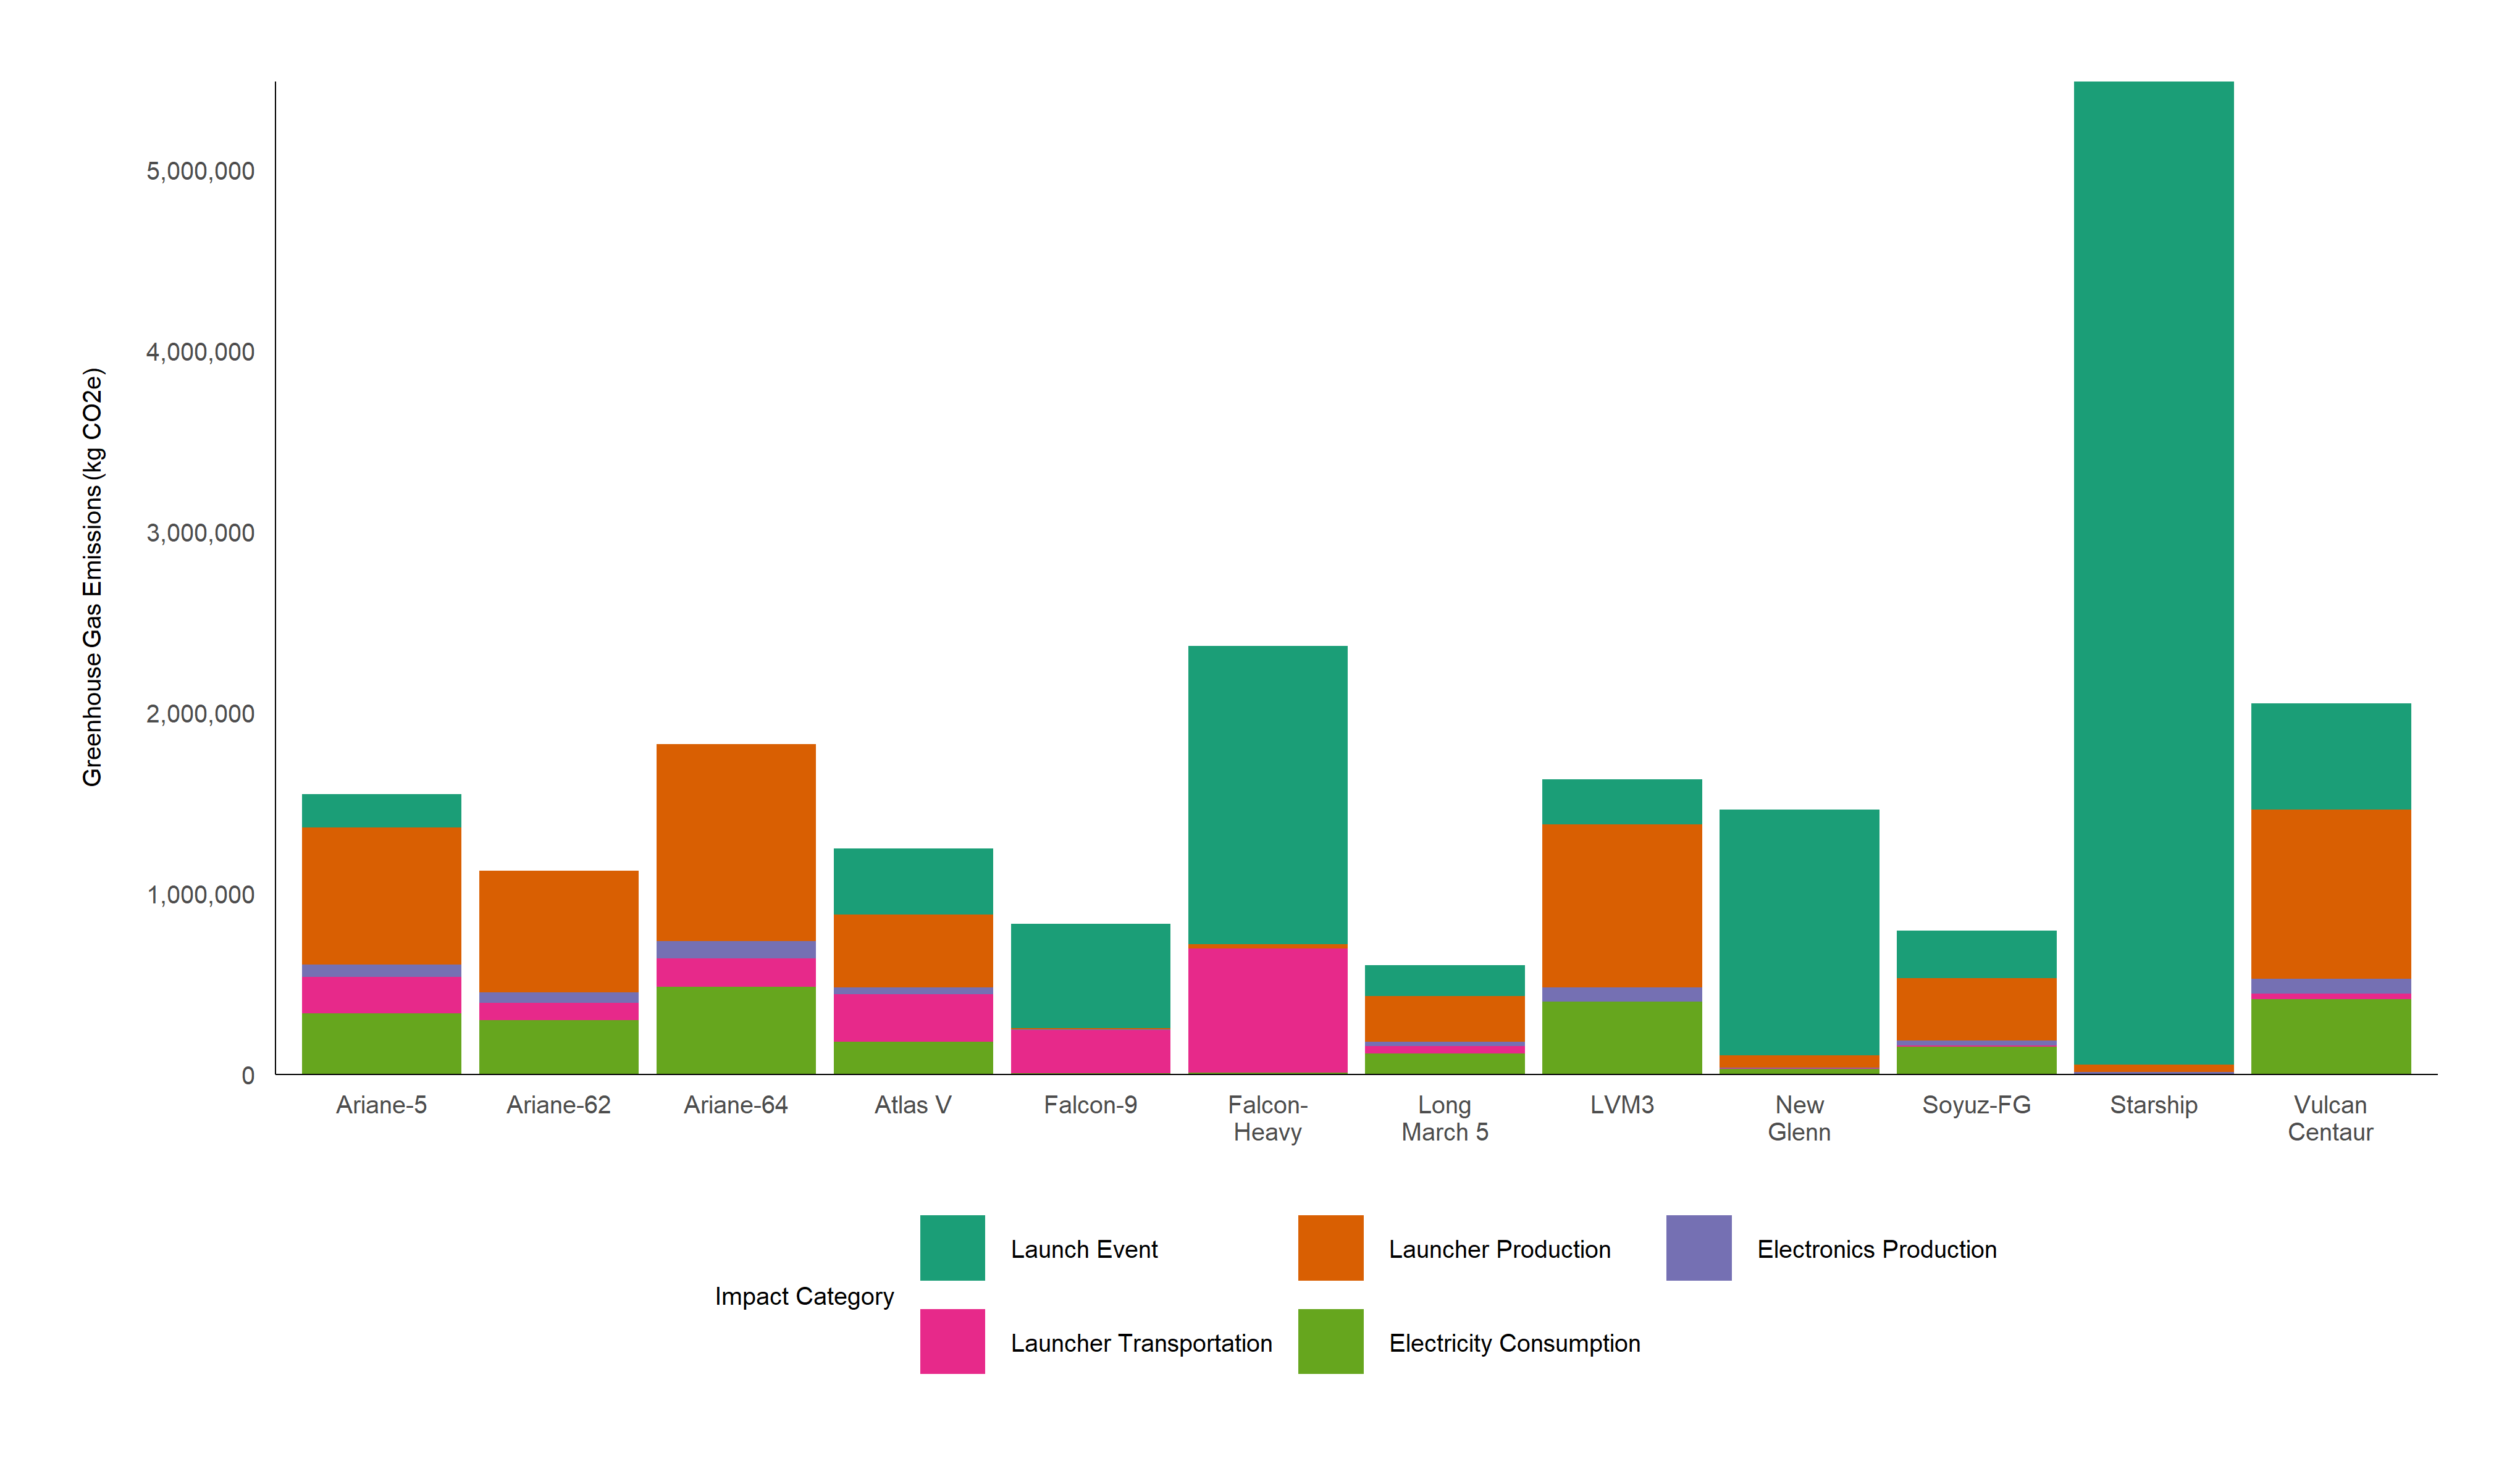 5,000,000
4,000,000
3,000,000
2,000,000
1,000,000
0
Greenhouse Gas Emissions (kg CO2e)
Ariane-5
Ariane-62
Ariane-64
Atlas V
Falcon-9
Falcon-
Heavy
Long
March 5
LVM3
New
Glenn
Soyuz-FG
Starship
Vulcan
Centaur
Impact Category
Launch Event
Launcher Production
Electronics Production
Launcher Transportation
Electricity Consumption